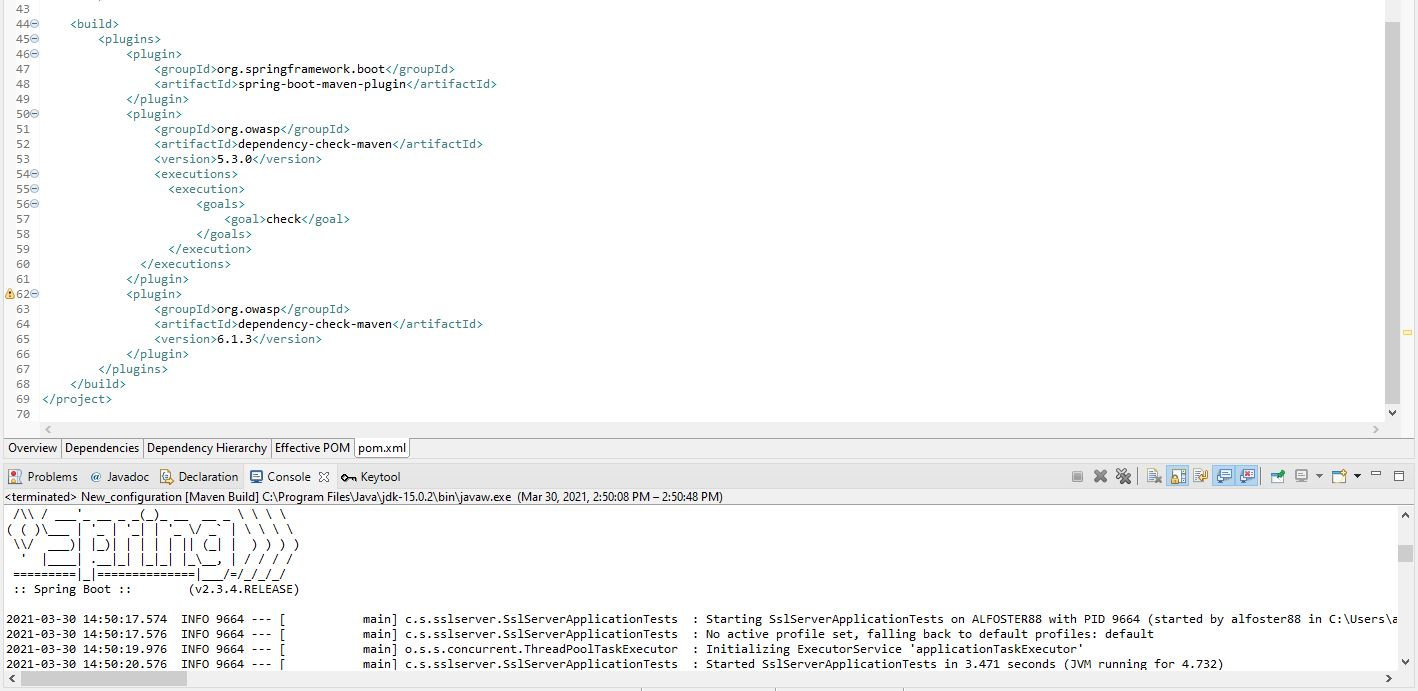 43
44    <build>
45        <plugins>
46            <plugin>
47                <groupId>org.springframework.boot</groupId>
48                <artifactId>spring-boot-maven-plugin</artifactId>
49            </plugin>
50            <plugin>
51                <groupId>org.owasp</groupId>
52                <artifactId>dependency-check-maven</artifactId>
53                <version>5.3.0</version>
54                <executions>
55                  <execution>
56                      <goals>
57                          <goal>check</goal>
58                      </goals>
59                  </execution>
60              </executions>
61            </plugin>
62            <plugin>
63                <groupId>org.owasp</groupId>
64                <artifactId>dependency-check-maven</artifactId>
65                <version>6.1.3</version>
66            </plugin>
67        </plugins>
68    </build>
69</project>
70
Overview Dependencies Dependency Hierarchy Effective POM pom.xml
Problems @ Javadoc Declaration Console Keytool
<terminated> New_configuration [Maven Build] C:\Program Files\Java\jdk-15.0.2\bin\javaw.exe (Mar 30, 2021, 2:50:08 PM – 2:50:48 PM)
 /\\ / ___'_ __ _ _(_)_ __  __ _ \ \ \ \
( ( )\___ | '_ | '_| | '_ \/ _` | \ \ \ \
 \\/  ___)| |_)| | | | | || (_| |  ) ) ) )
  '  |____| .__|_| |_|_| |_\__, | / / / /
 =========|_|==============|___/=/_/_/_/
 :: Spring Boot ::        (v2.3.4.RELEASE)
2021-03-30 14:50:17.574  INFO 9664 --- [           main] c.s.sslserver.SslServerApplicationTests  : Starting SslServerApplicationTests on ALFOSTER88 with PID 9664 (started by alfoster88 in C:\Users\a
2021-03-30 14:50:17.576  INFO 9664 --- [           main] c.s.sslserver.SslServerApplicationTests  : No active profile set, falling back to default profiles: default
2021-03-30 14:50:19.976  INFO 9664 --- [           main] o.s.s.concurrent.ThreadPoolTaskExecutor  : Initializing ExecutorService 'applicationTaskExecutor'
2021-03-30 14:50:20.576  INFO 9664 --- [           main] c.s.sslserver.SslServerApplicationTests  : Started SslServerApplicationTests in 3.471 seconds (JVM running for 4.732)